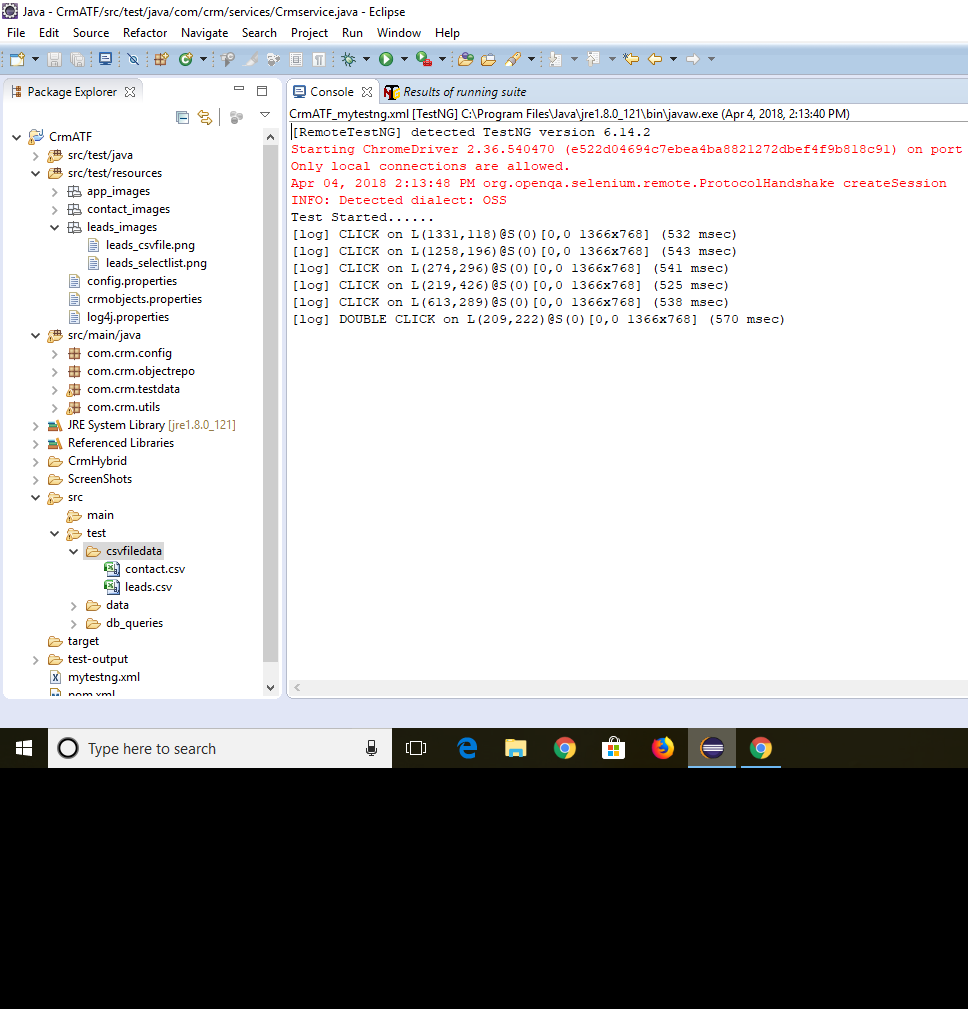 Java - CrmATF/src/test/java/com/crm/services/Crmservice.java - Eclipse
File Edit Source Refactor Navigate Search Project Run Window Help
Package Explorer
CrmATF
src/test/java
src/test/resources
app_images
contact_images
leads_images
leads_csvfile.png
leads_selectlist.png
config.properties
crmobjects.properties
log4j.properties
src/main/java
com.crm.config
com.crm.objectrepo
com.crm.testdata
com.crm.utils
JRE System Library [jre1.8.0_121]
Referenced Libraries
CrmHybrid
ScreenShots
src
main
test
csvfiledata
contact.csv
leads.csv
data
db_queries
target
test-output
mytestng.xml
pom.xml
Console Results of running suite
CrmATF_mytestng.xml [TestNG] C:\Program Files\Java\jre1.8.0_121\bin\javaw.exe (Apr 4, 2018, 2:13:40 PM)
[RemoteTestNG] detected TestNG version 6.14.2
Starting ChromeDriver 2.36.540470 (e522d04694c7ebea4ba8821272dbef4f9b818c91) on port
Only local connections are allowed.
Apr 04, 2018 2:13:48 PM org.openqa.selenium.remote.ProtocolHandshake createSession
INFO: Detected dialect: OSS
Test Started......
[log] CLICK on L(1331,118)@S(0)[0,0 1366x768] (532 msec)
[log] CLICK on L(1258,196)@S(0)[0,0 1366x768] (543 msec)
[log] CLICK on L(274,296)@S(0)[0,0 1366x768] (541 msec)
[log] CLICK on L(219,426)@S(0)[0,0 1366x768] (525 msec)
[log] CLICK on L(613,289)@S(0)[0,0 1366x768] (538 msec)
[log] DOUBLE CLICK on L(209,222)@S(0)[0,0 1366x768] (570 msec)
Type here to search